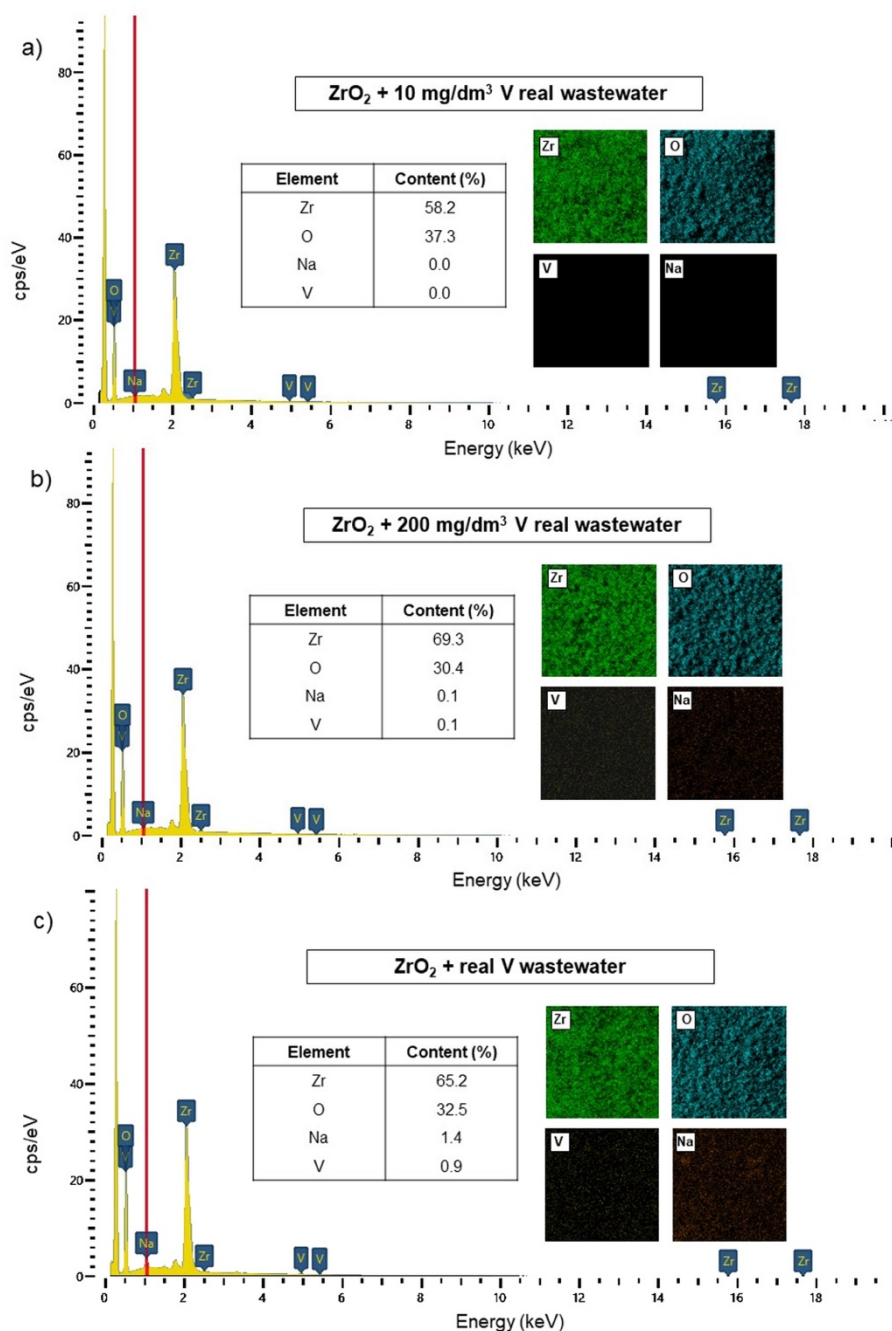 a)
ZrO₂ + 10 mg/dm³ V real wastewater
80
60
40
20
0
cps/eV
Element Content (%)
Zr 58.2
O 37.3
Na 0.0
V 0.0
Zr O
V Na
O
V
Na
Zr
Zr
V V
Zr Zr
0 2 4 6 8 10 12 14 16 18
Energy (keV)
b)
ZrO₂ + 200 mg/dm³ V real wastewater
80
60
40
20
0
cps/eV
Element Content (%)
Zr 69.3
O 30.4
Na 0.1
V 0.1
Zr O
V Na
O
V
Na
Zr
Zr
V V
Zr Zr
0 2 4 6 8 10 12 14 16 18
Energy (keV)
c)
ZrO₂ + real V wastewater
80
60
40
20
0
cps/eV
Element Content (%)
Zr 65.2
O 32.5
Na 1.4
V 0.9
Zr O
V Na
O
V
Na
Zr
Zr
V V
Zr Zr
0 2 4 6 8 10 12 14 16 18
Energy (keV)